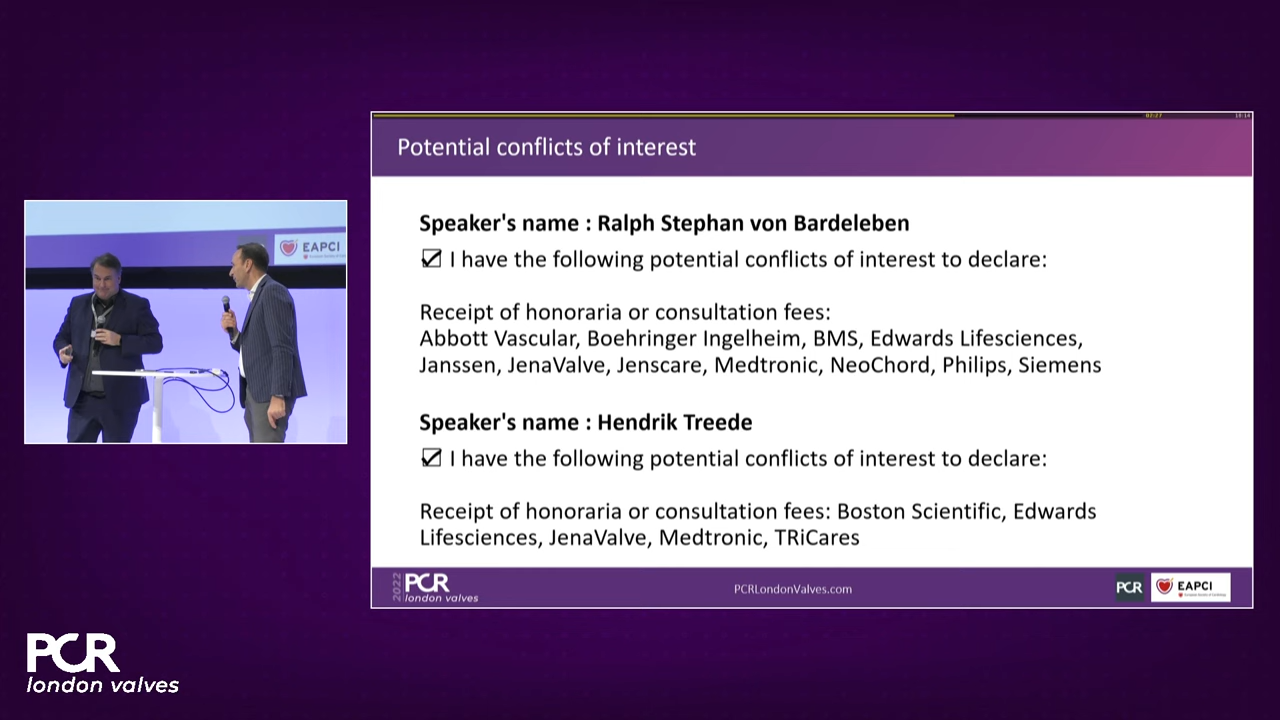 EAPCI
-02:27
18:14
Potential conflicts of interest
Speaker's name : Ralph Stephan von Bardeleben
I have the following potential conflicts of interest to declare:
Receipt of honoraria or consultation fees:
Abbott Vascular, Boehringer Ingelheim, BMS, Edwards Lifesciences,
Janssen, JenaValve, Jenscare, Medtronic, NeoChord, Philips, Siemens
Speaker's name : Hendrik Treede
I have the following potential conflicts of interest to declare:
Receipt of honoraria or consultation fees: Boston Scientific, Edwards
Lifesciences, JenaValve, Medtronic, TRiCares
2022
PCR
london valves
PCRLondonValves.com
PCR
EAPCI
PCR
london valves